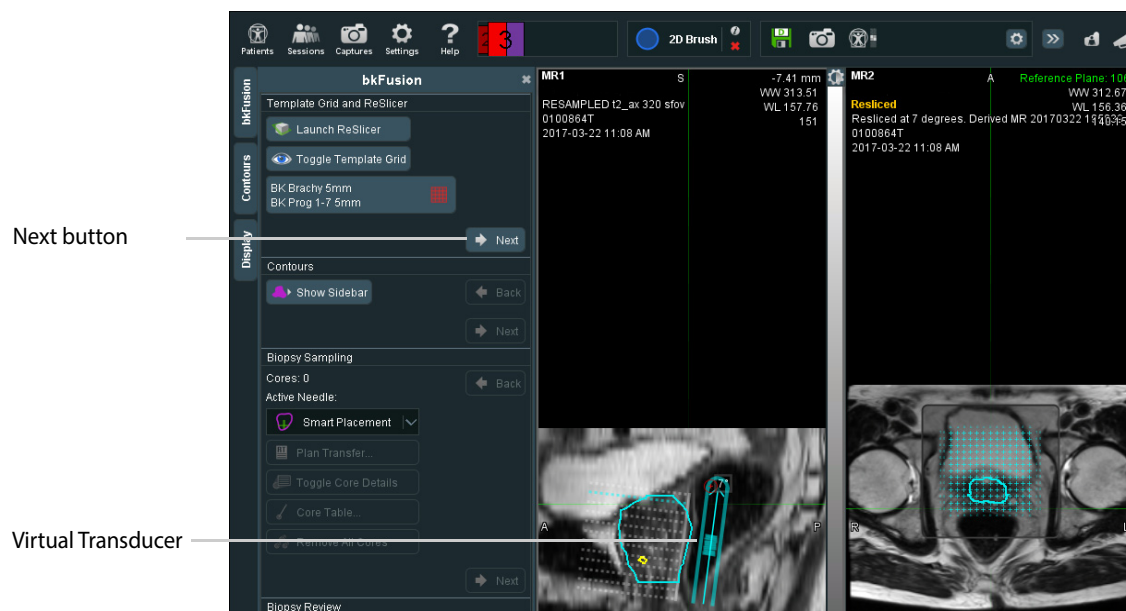 Patients Sessions Captures Settings Help
3
2D Brush
bkFusion
Contours
Display
bkFusion
Template Grid and ReSlicer
Launch ReSlicer
Toggle Template Grid
BK Brachy 5mm
BK Prog 1-7 5mm
Next button
Next
Contours
Show Sidebar
Back
Next
Biopsy Sampling
Cores: 0
Back
Active Needle:
Smart Placement
Plan Transfer...
Toggle Core Details
Core Table...
Virtual Transducer
Remove All Cores
Next
Biopsy Review
MR1
S
-7.41 mm
WW 313.51
RESAMPLED t2_ax 320 sfov
WL 157.76
0100864T
151
2017-03-22 11:08 AM
A
P
MR2
A
Reference Plane: 106
WW 312.67
Resliced
WL 156.36
Resliced at 7 degrees. Derived MR 20170322
0100864T
2017-03-22 11:08 AM
R
L